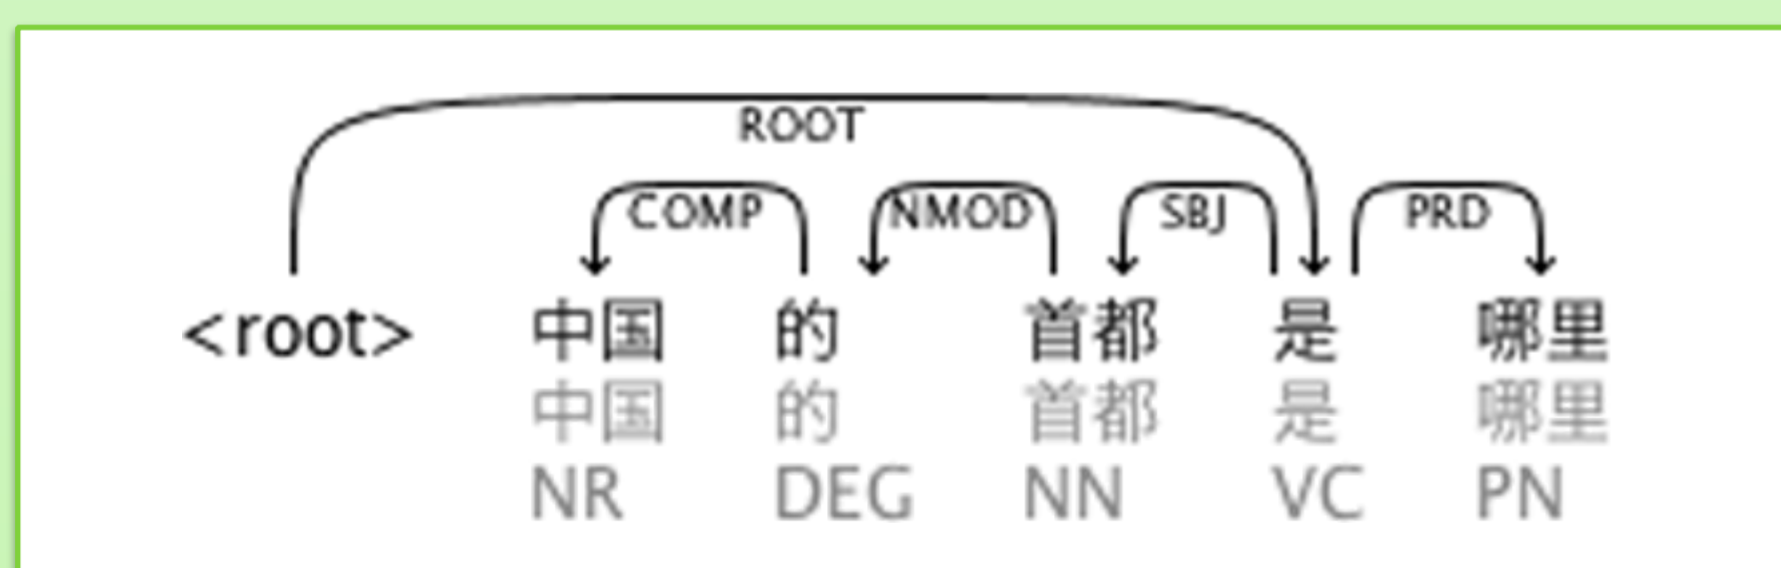 ROOT
COMP NMOD SBJ PRD
<root> 中国 的 首都 是 哪里
中国 的 首都 是 哪里
NR DEG NN VC PN